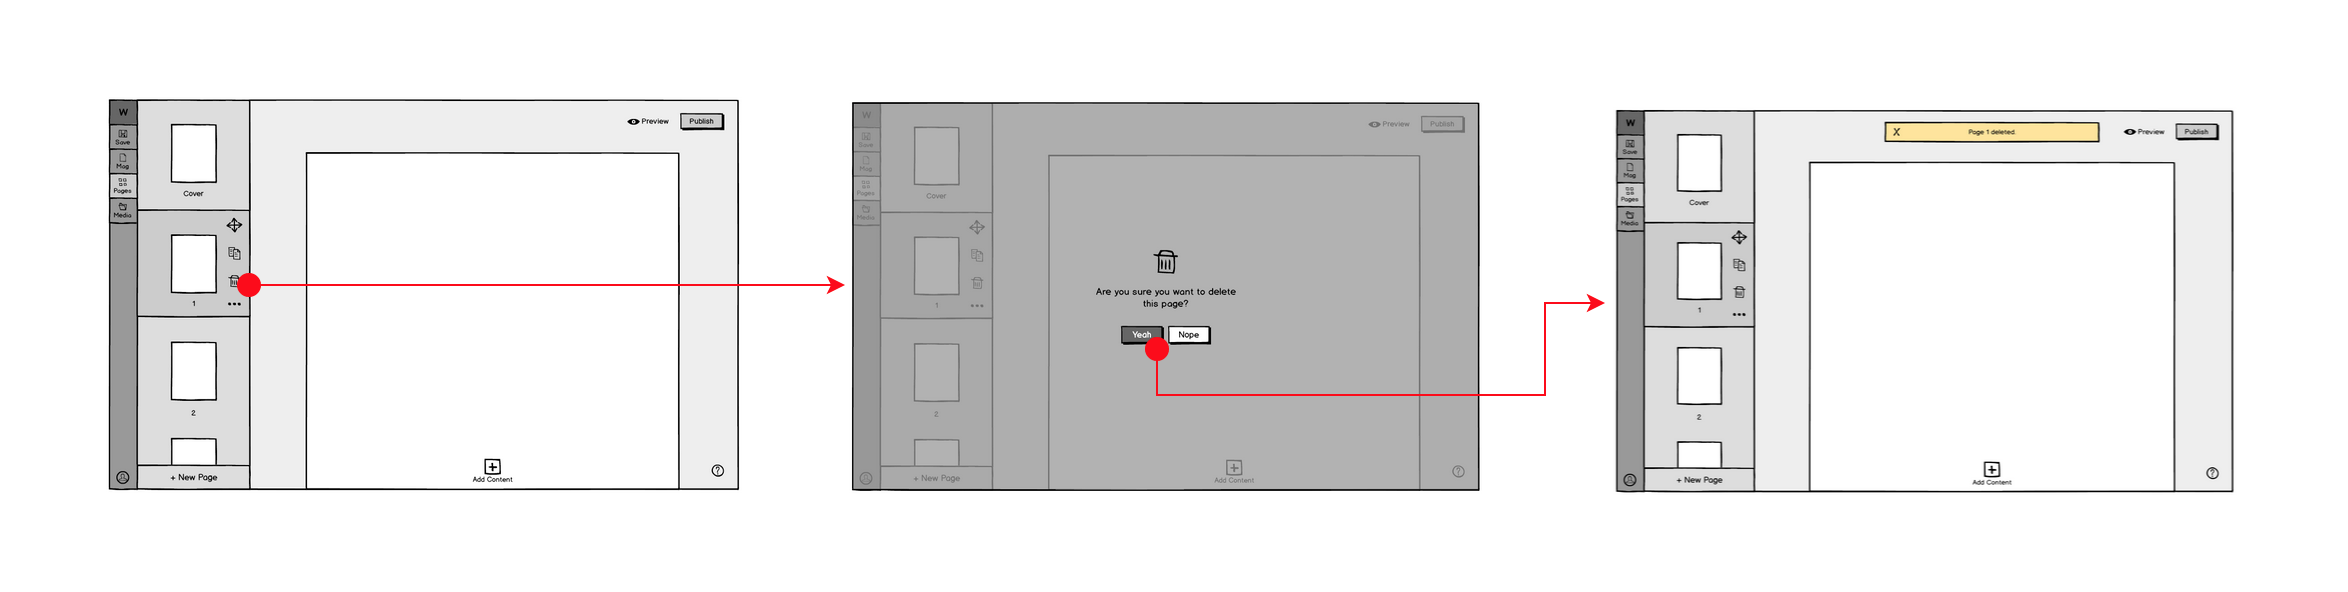 W
Save
Mag
Pages
Media
Cover
1
2
+ New Page
Preview
Publish
Add Content
?
W
Save
Mag
Pages
Media
Cover
1
2
+ New Page
Preview
Publish
Are you sure you want to delete
this page?
Yeah
Nope
Add Content
?
W
Save
Mag
Pages
Media
Cover
1
2
+ New Page
X Page 1 deleted.
Preview
Publish
Add Content
?